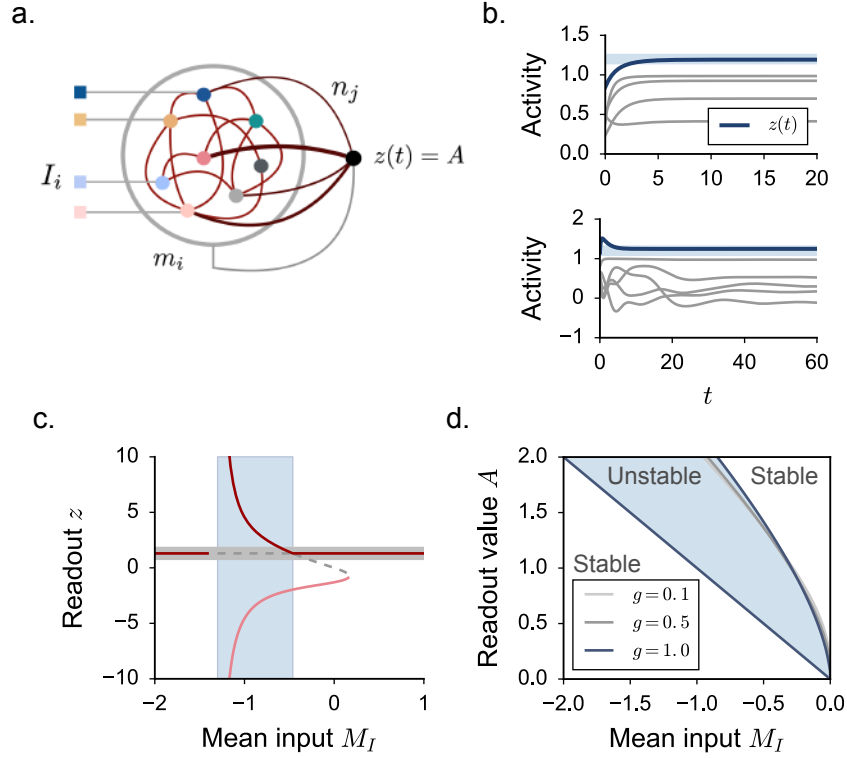 a.
n_j
z(t) = A
I_i
m_i
b.
1.5
1.0
0.5
0.0
Activity
z(t)
0 5 10 15 20
2
1
0
−1
Activity
0 20 40 60
t
c.
10
5
0
−5
−10
Readout z
−2 −1 0 1
Mean input M_I
d.
2.0
1.5
1.0
0.5
0.0
Readout value A
Unstable
Stable
Stable
g = 0.1
g = 0.5
g = 1.0
−2.0 −1.5 −1.0 −0.5 0.0
Mean input M_I